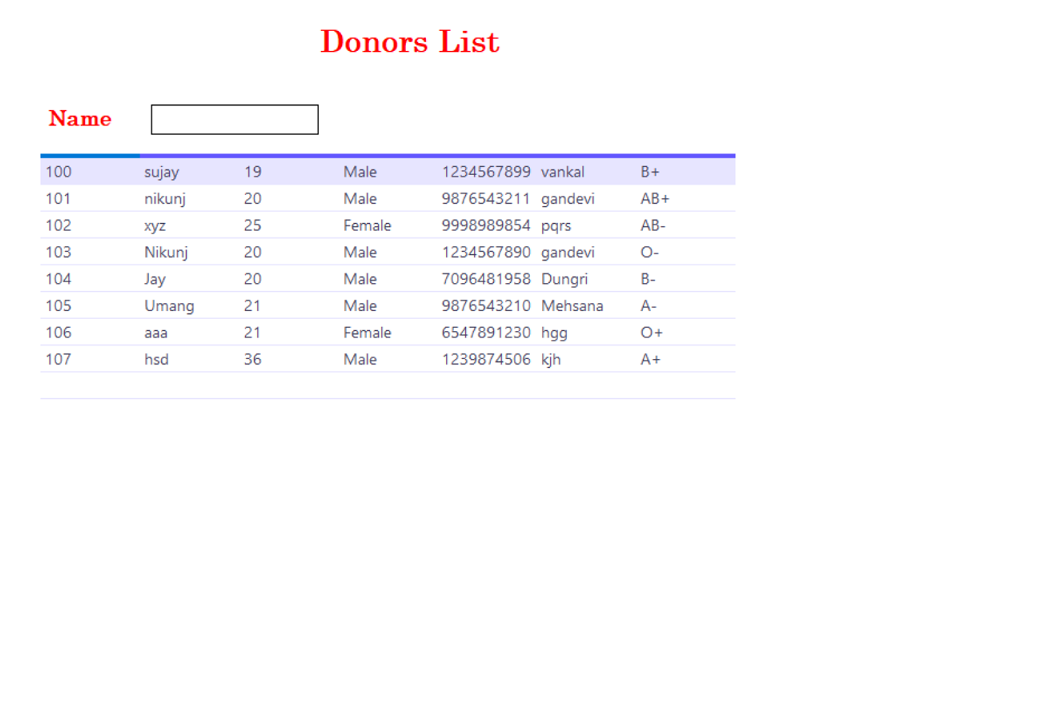 Donors List
Name
100 sujay 19 Male 1234567899 vankal B+
101 nikunj 20 Male 9876543211 gandevi AB+
102 xyz 25 Female 9998989854 pqrs AB-
103 Nikunj 20 Male 1234567890 gandevi O-
104 Jay 20 Male 7096481958 Dungri B-
105 Umang 21 Male 9876543210 Mehsana A-
106 aaa 21 Female 6547891230 hgg O+
107 hsd 36 Male 1239874506 kjh A+